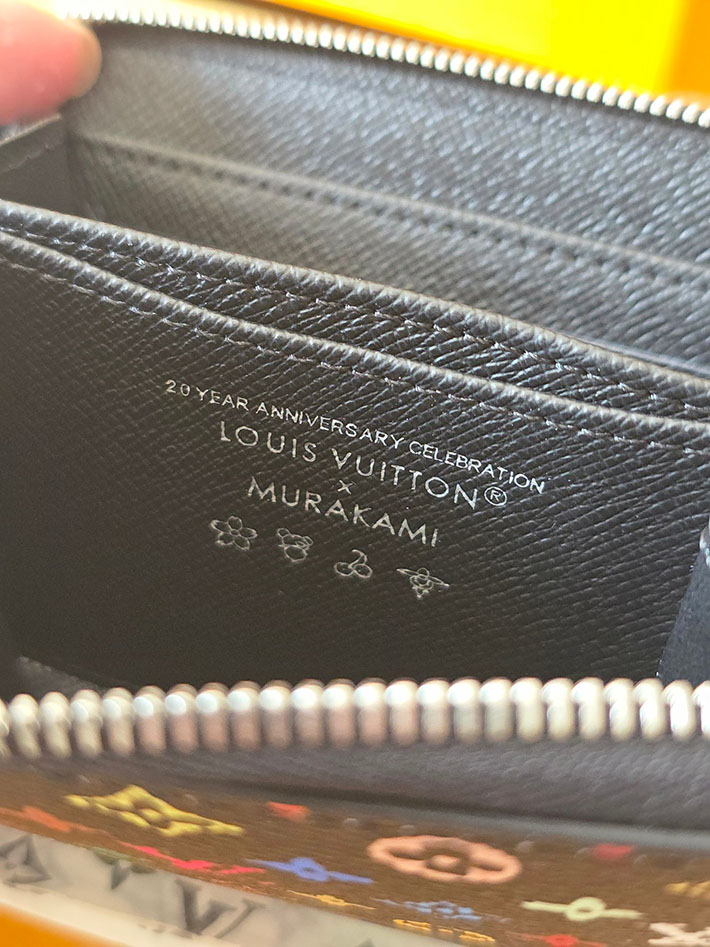 20 YEAR ANNIVERSARY CELEBRATION
LOUIS VUITTON®
×
MURAKAMI